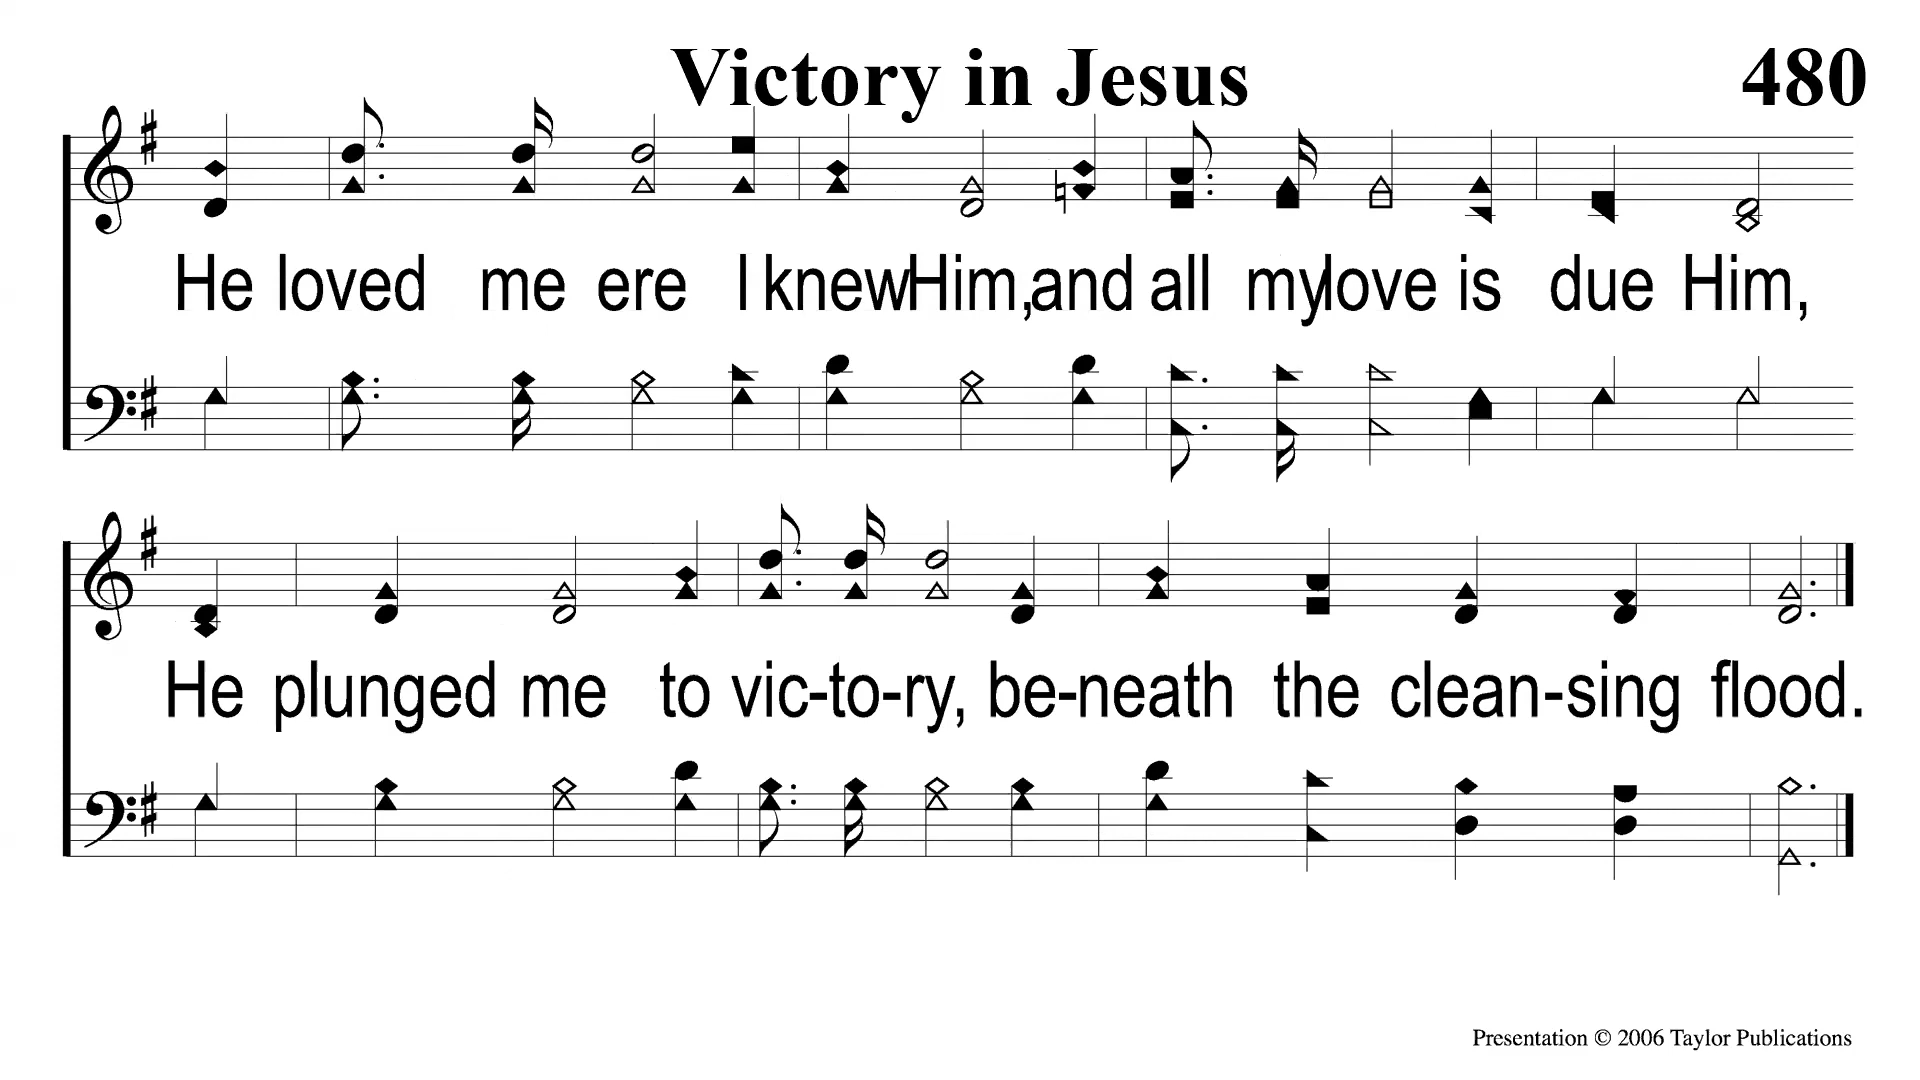 Victory in Jesus 480
He loved me ere I knew Him, and all my love is due Him,
He plunged me to vic-to-ry, be-neath the clean-sing flood.
Presentation © 2006 Taylor Publications